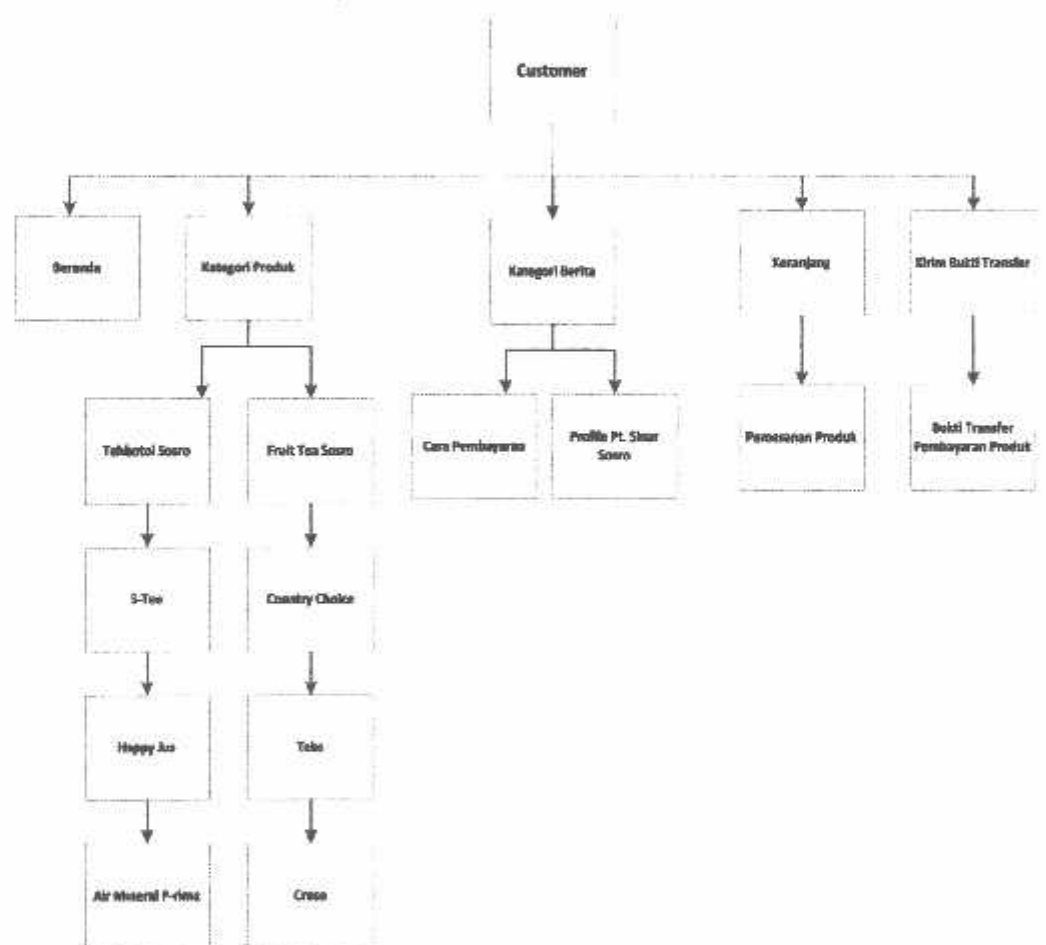 Customer
Beranda
Kategori Produk
Kategori Berita
Keranjang
Kirim Bukti Transfer
Tehbotol Sosro
Fruit Tea Sosro
Cara Pembayaran
Profile Pt. Sinar
Sosro
Pemesanan Produk
Bukti Transfer
Pembayaran Produk
S-Tee
Country Choice
Happy Jus
Tebs
Air Mineral P-rima